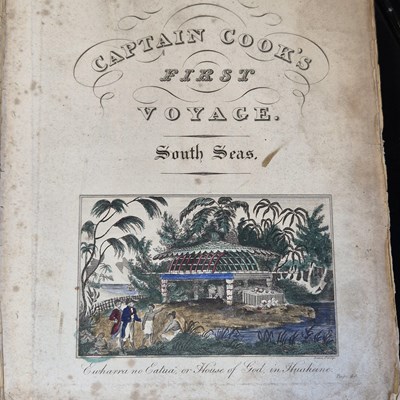 CAPTAIN COOK'S
FIRST
VOYAGE.
South Seas.
Ewharra no Eatua, or House of God, in Huaheine.